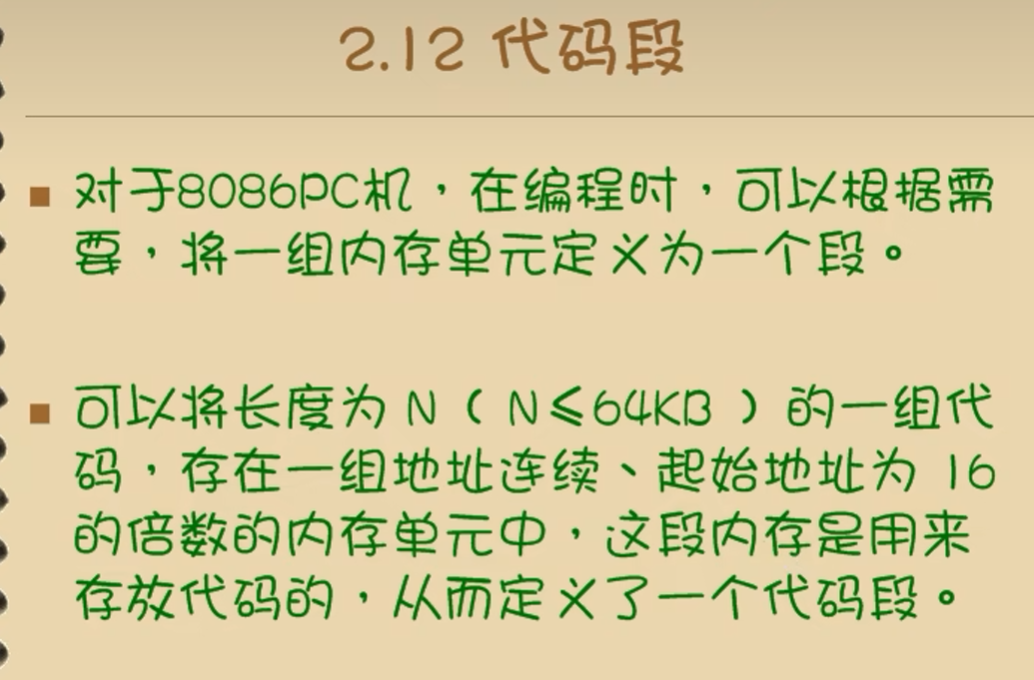 2.12 代码段
■ 对于8086PC机，在编程时，可以根据需
要，将一组内存单元定义为一个段。
■ 可以将长度为 N（ N≤64KB ）的一组代
码，存在一组地址连续、起始地址为 16
的倍数的内存单元中，这段内存是用来
存放代码的，从而定义了一个代码段。